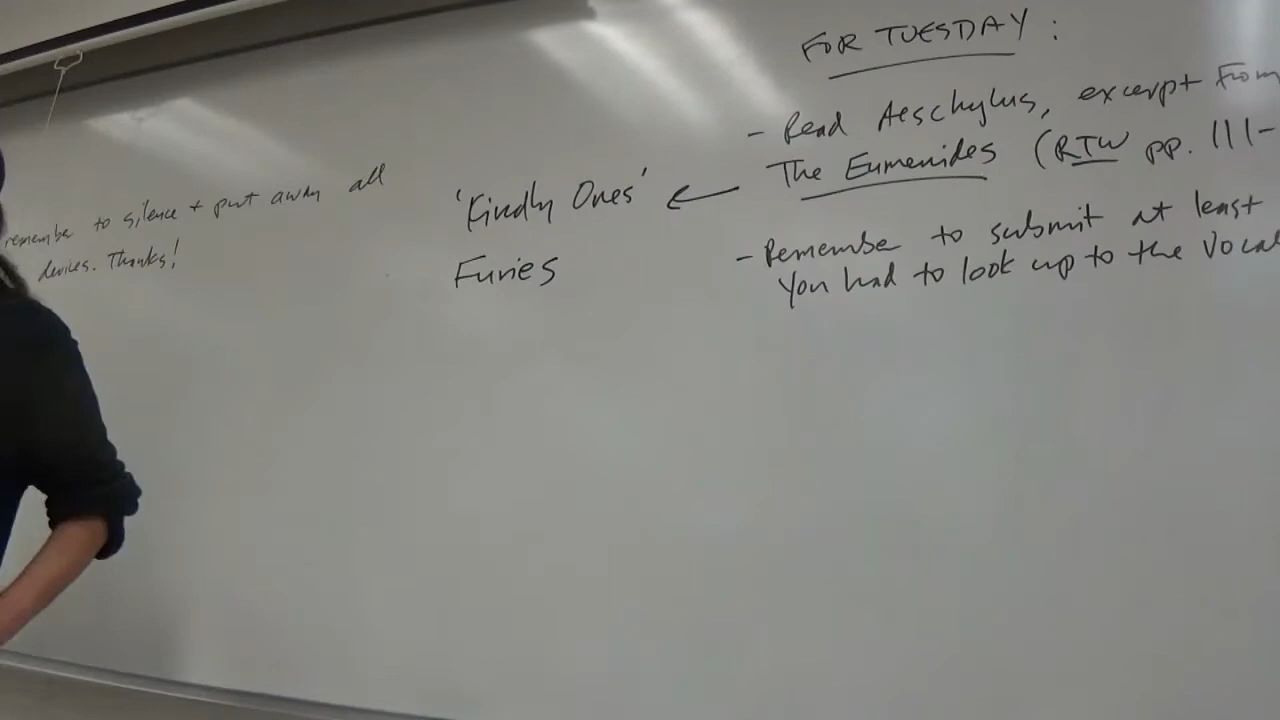 remember to silence + put away all
devices. Thanks!
'Kindly Ones' ←
Furies
FOR TUESDAY :
- Read Aeschylus, excerpt From
The Eumenides (RTW pp. 111-
- Remember to submit at least
You had to look up to the Vocal